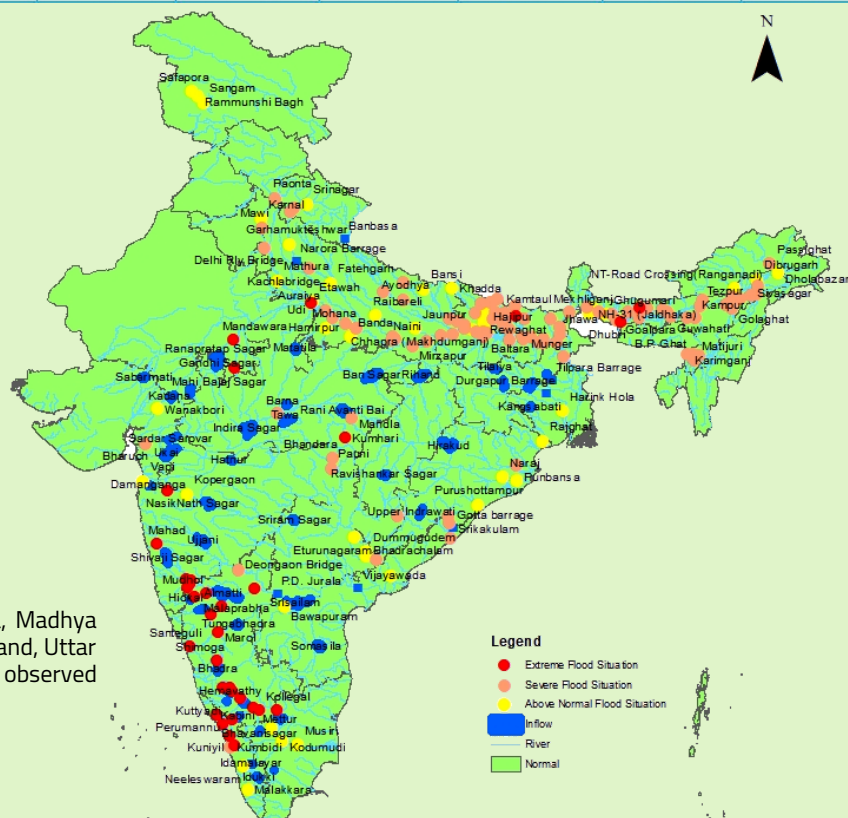 N
Safapora
Sangam
Rammunshi Bagh
Paonta
Srinagar
Karnal
Mawi
Garhamukteshwar
Banbasa
Narora Barrage
Delhi Rly Bridge
Mathura
Fatehgarh
Kachlabridge
Etawah
Ayodhya
Bansi
Khadda
Auraiya
Raibareli
Udi
Mohana
Jaunpur
Kamtaul
Mekhliganj
Ghugumari
NT-Road Crossing(Ranganadi)
Passighat
Dibrugarh
Dholabazar
Tezpur
Sivasagar
Kampur
Golaghat
Hajipur
Jhawa
NH-31 (Jaldhaka)
Mandawara
Hamirpur
Banda
Naini
Rewaghat
Dhubri
Goalpara
Guwahati
Chhapra (Makhdumganj)
Baltara
Munger
B.P Ghat
Matijuri
Karimganj
Ranapratap Sagar
Matatila
Mirzapur
Gandhi Sagar
Tilaiya
Tilpara Barrage
Sabarmati
Mahi Bajaj Sagar
Ban Sagar
Rihand
Durgapur Barrage
Kadana
Wanakbori
Barna
Tawa
Rani Avanti Bai
Kangsabati
Harink Hola
Mandla
Indira Sagar
Rajghat
Sardar Sarovar
Bhandara
Kumhari
Hirakud
Bharuch
Ukai
Hatnur
Papni
Vapi
Ravishankar Sagar
Naraj
Damanganga
Kopergaon
Runbansa
Nasik
Nath Sagar
Purushottampur
Upper Indrawati
Gotta barrage
Sriram Sagar
Srikakulam
Mahad
Ujjani
Dummugudem
Shivaji Sagar
Eturunagaram
Bhadrachalam
Deongaon Bridge
Mudhol
P.D. Jurala
Vijayawada
Almatti
Malaprabha
Srisailam
Bawapuram
Tungabhadra
Santeguli
Marol
Shimoga
Somasila
, Madhya
and, Uttar
observed
Bhadra
Hemavathy
Kollegal
Kabini
Mettur
Perumannu
Bhavanisagar
Musiri
Kuniyil
Kumbidi
Kodumudi
Idamalayar
Neeleswaram
Idukki
Malakkara
Legend
Extreme Flood Situation
Severe Flood Situation
Above Normal Flood Situation
Inflow
River
Normal